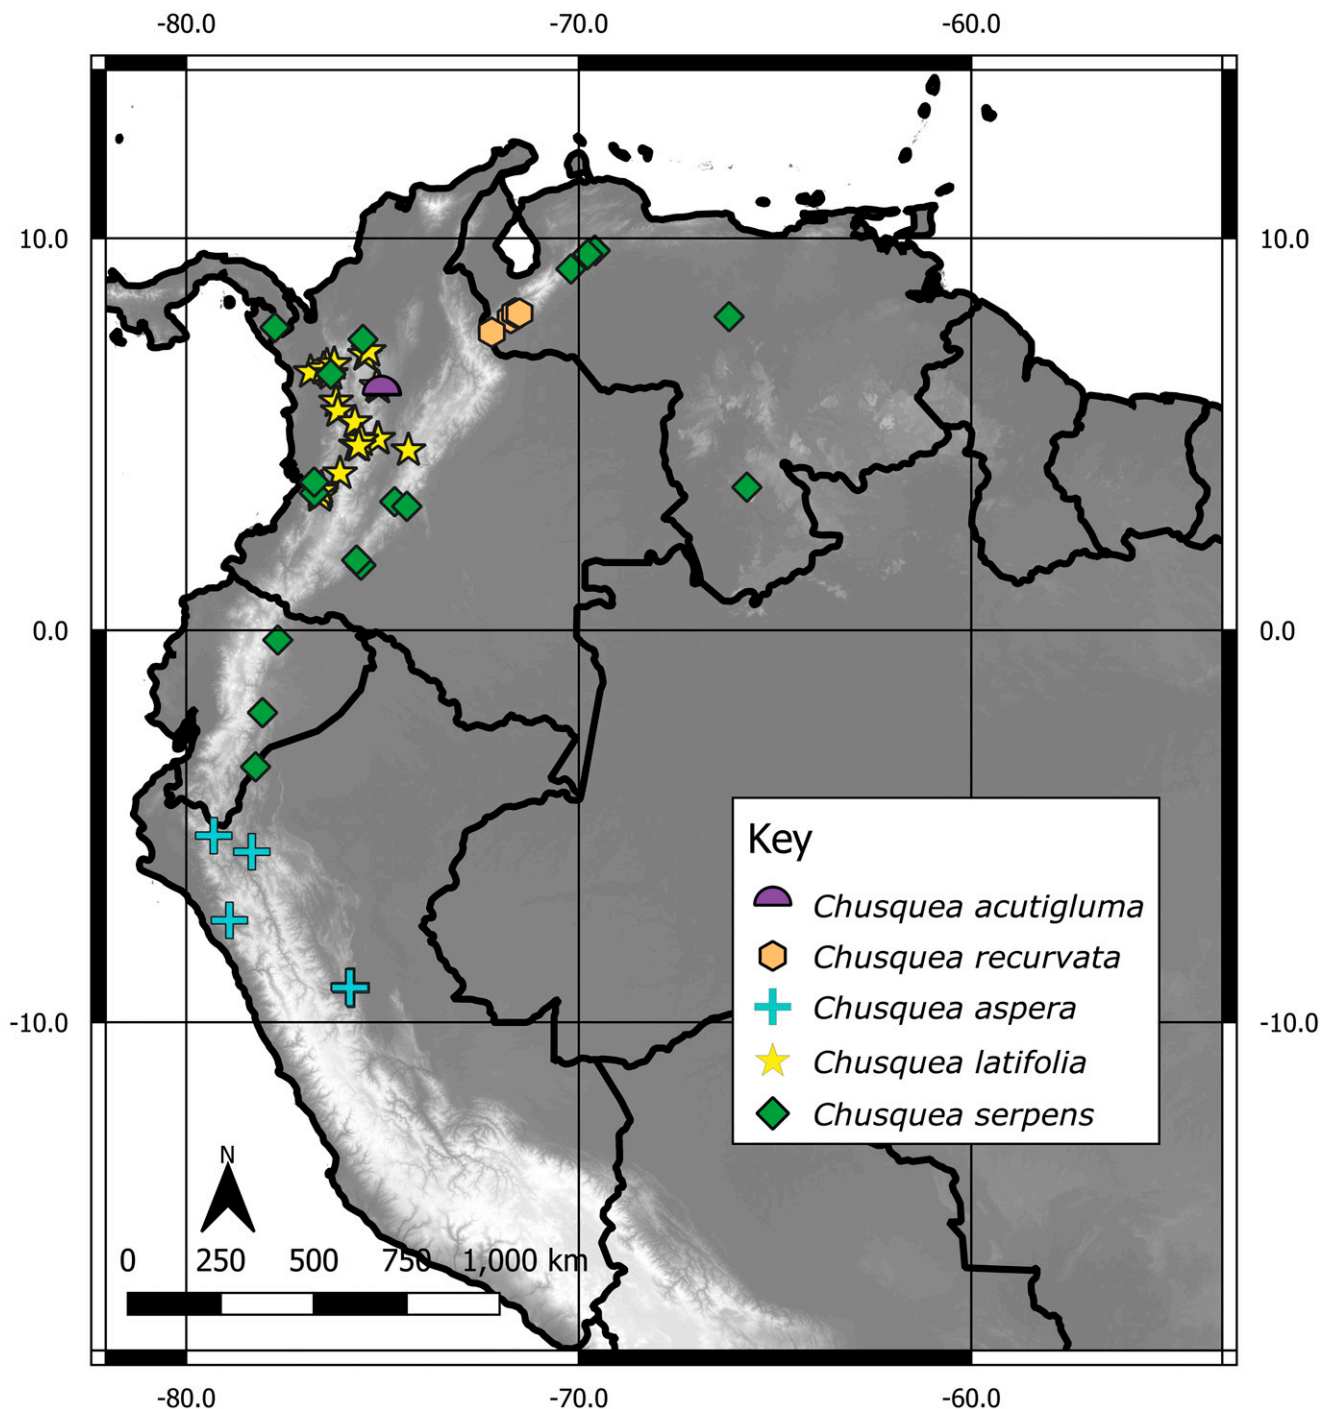 -80.0 -70.0 -60.0
10.0 10.0
0.0 0.0
Key
Chusquea acutigluma
Chusquea recurvata
Chusquea aspera
-10.0 -10.0
Chusquea latifolia
Chusquea serpens
N
0 250 500 750 1,000 km
-80.0 -70.0 -60.0